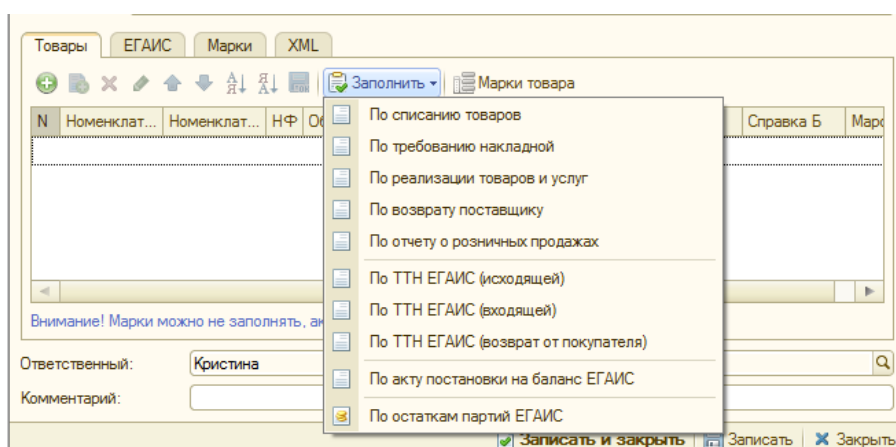 Товары ЕГАИС Марки XML
Заполнить Марки товара
N Номенклат... Номенклат... НФ Об Справка Б Марс
По списанию товаров
По требованию накладной
По реализации товаров и услуг
По возврату поставщику
По отчету о розничных продажах
По ТТН ЕГАИС (исходящей)
По ТТН ЕГАИС (входящей)
По ТТН ЕГАИС (возврат от покупателя)
По акту постановки на баланс ЕГАИС
По остаткам партий ЕГАИС
Внимание! Марки можно не заполнять, ак
Ответственный: Кристина
Комментарий:
Записать и закрыть Записать Закрыть